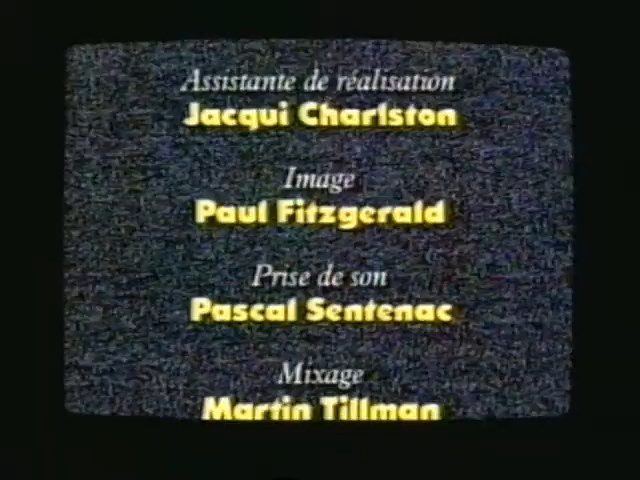 Assistante de réalisation
Jacqui Charlston
Image
Paul Fitzgerald
Prise de son
Pascal Sentenac
Mixage
Martin Tillman